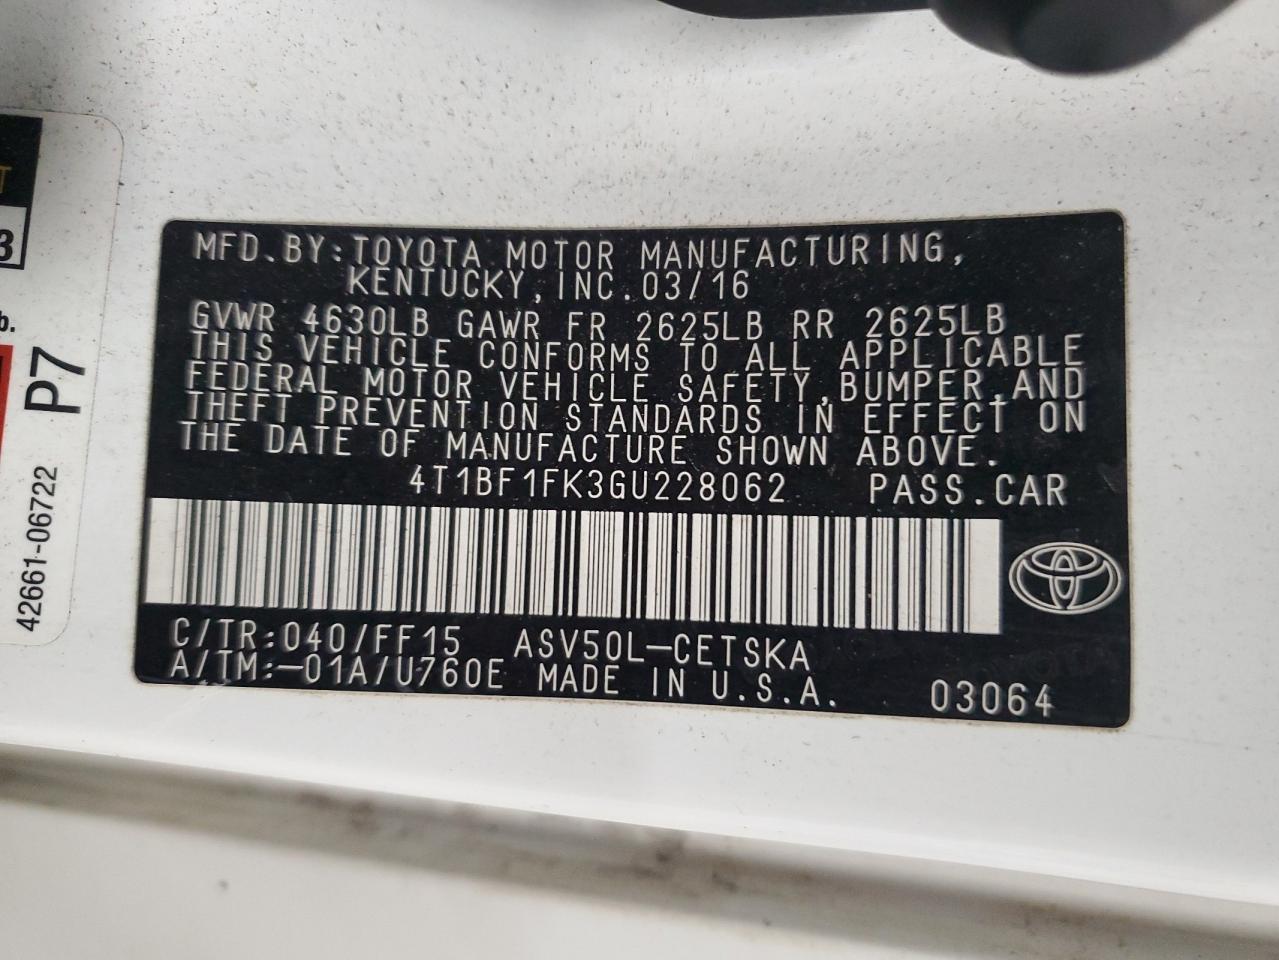 MFD.BY:TOYOTA MOTOR MANUFACTURING,
KENTUCKY,INC.03/16
GVWR 4630LB GAWR FR 2625LB RR 2625LB
THIS VEHICLE CONFORMS TO ALL APPLICABLE
FEDERAL MOTOR VEHICLE SAFETY,BUMPER,AND
THEFT PREVENTION STANDARDS IN EFFECT ON
THE DATE OF MANUFACTURE SHOWN ABOVE.
4T1BF1FK3GU228062 PASS.CAR
C/TR:040/FF15 ASV50L-CETSKA
A/TM:-01A/U760E MADE IN U.S.A. 03064
T
3
b.
P7
42661-06722